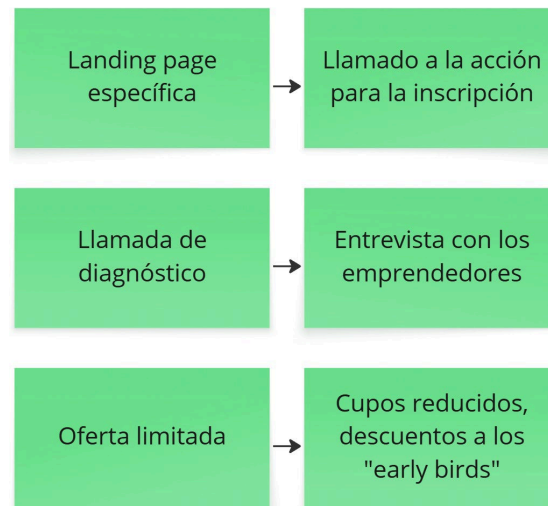 Landing page
específica
Llamado a la acción
para la inscripción
Llamada de
diagnóstico
Entrevista con los
emprendedores
Oferta limitada
Cupos reducidos,
descuentos a los
"early birds"